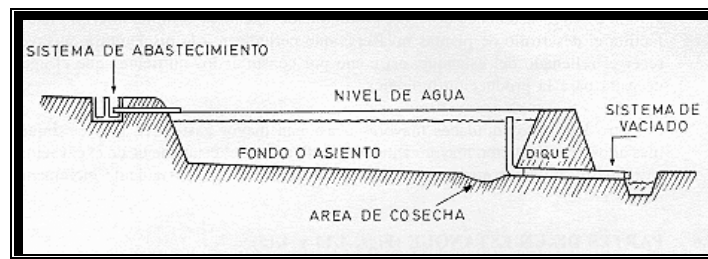 SISTEMA DE ABASTECIMIENTO
NIVEL DE AGUA
SISTEMA DE
VACIADO
FONDO O ASIENTO
DIQUE
AREA DE COSECHA